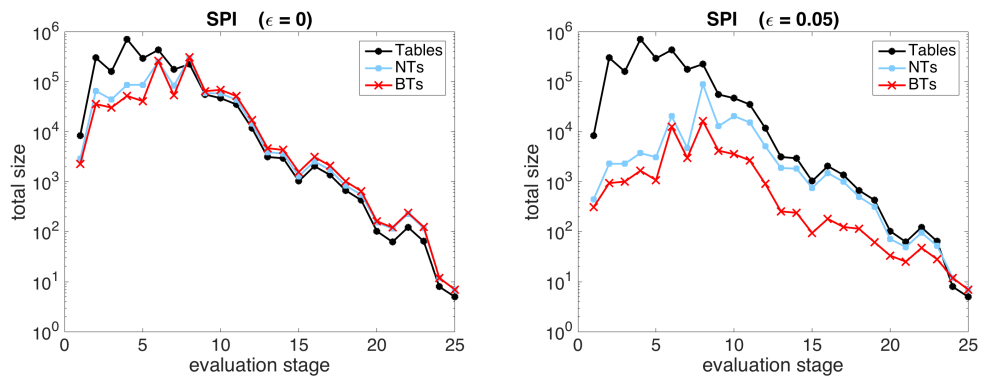 SPI (ϵ = 0)
10^6
10^5
10^4
10^3
10^2
10^1
10^0
total size
0 5 10 15 20 25
evaluation stage
Tables
NTs
BTs
SPI (ϵ = 0.05)
10^6
10^5
10^4
10^3
10^2
10^1
10^0
total size
0 5 10 15 20 25
evaluation stage
Tables
NTs
BTs